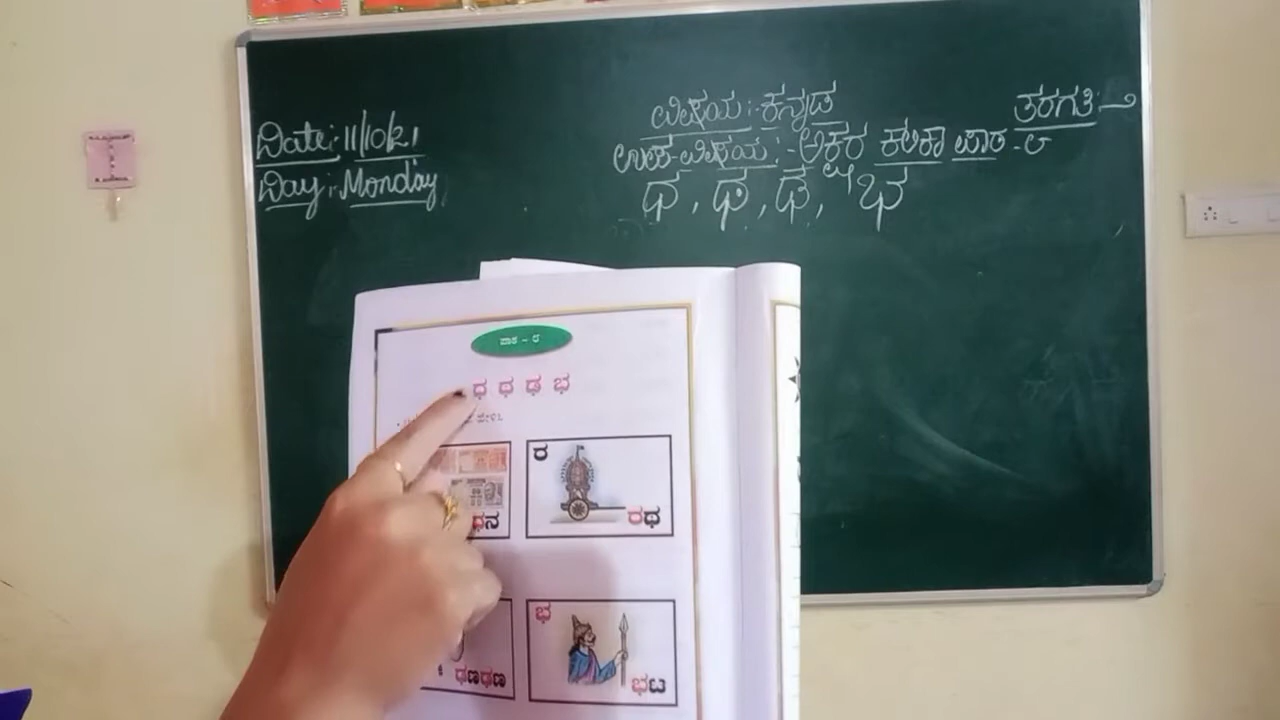 Date:- 11/10/21
Day:- Monday
ವಿಷಯ:- ಕನ್ನಡ
ತರಗತಿ:- ೧
ಉಪ-ವಿಷಯ:- ಅಕ್ಷರ ಕಲಿಕಾ ಪಾಠ - ೮
ಧ, ಥ, ಢ, ಭ
ಪಾಠ - ೮
ಧ ಥ ಢ ಭ
ಧನ
ಠ
ರಥ
ಢಣಢಣ
ಭ
ಭಟ